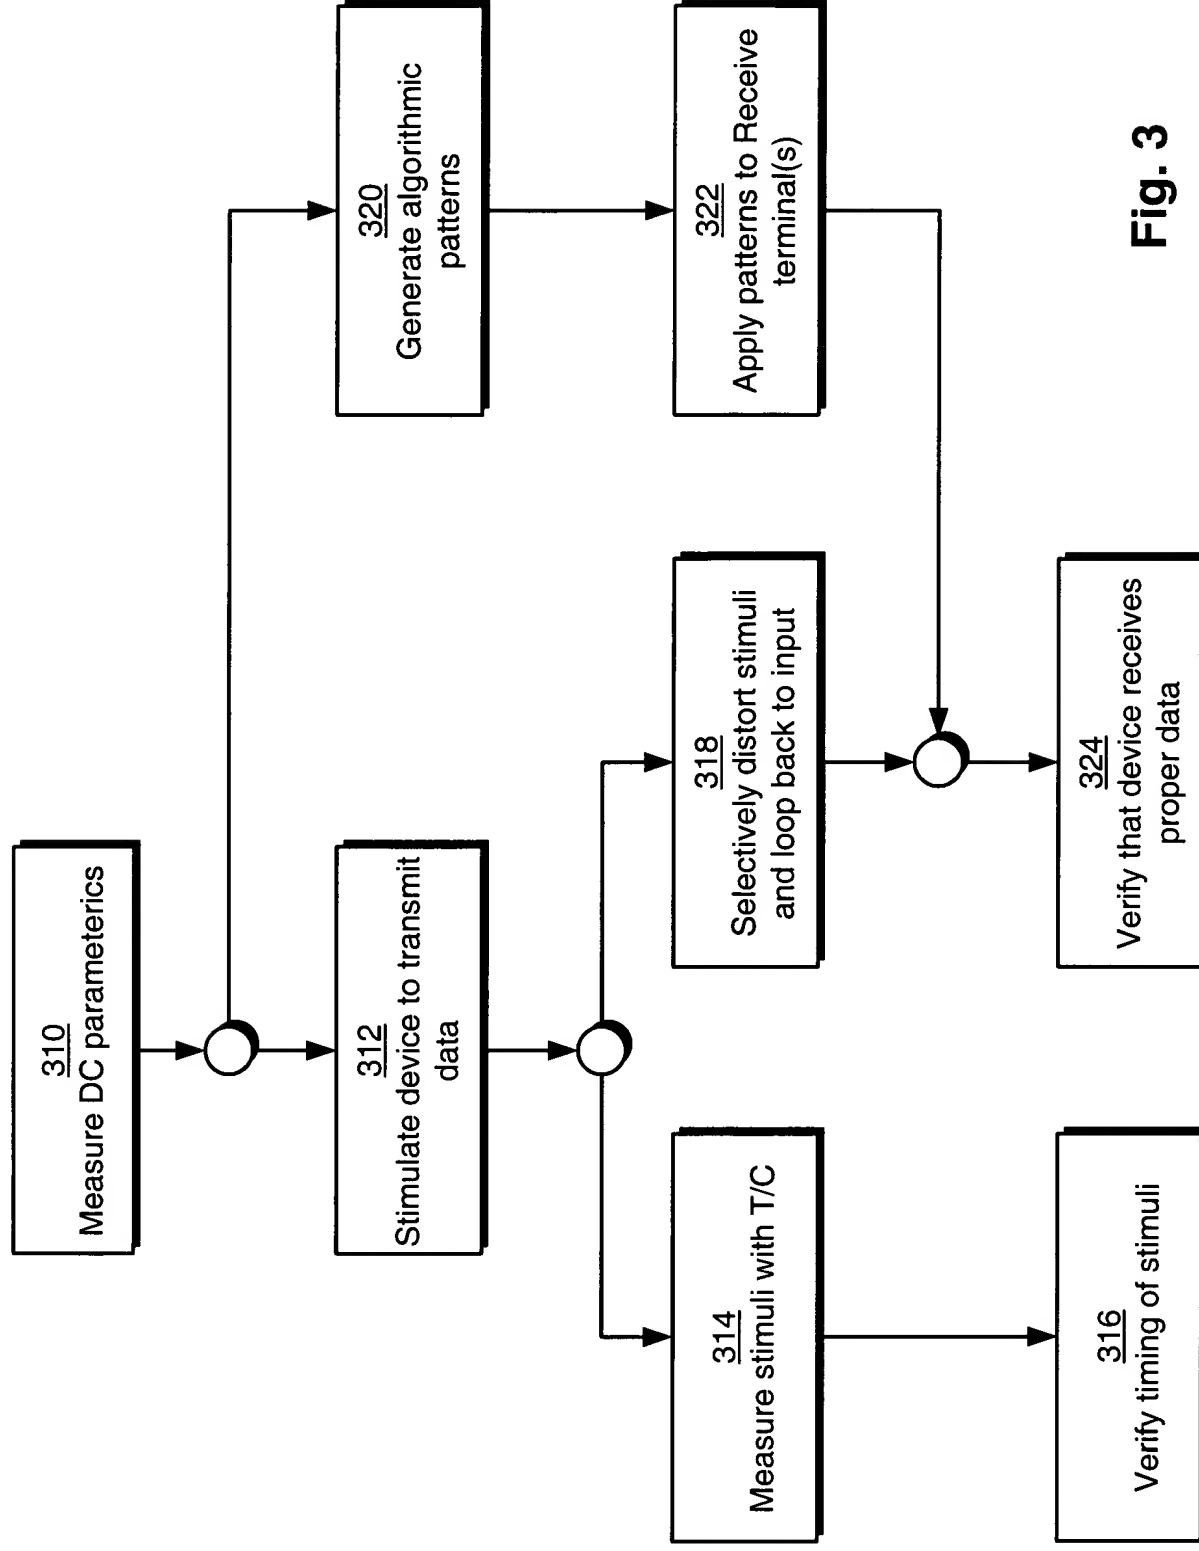 310
Measure DC parameterics
312
Stimulate device to transmit
data
314
Measure stimuli with T/C
316
Verify timing of stimuli
318
Selectively distort stimuli
and loop back to input
320
Generate algorithmic
patterns
322
Apply patterns to Receive
terminal(s)
324
Verify that device receives
proper data
Fig. 3